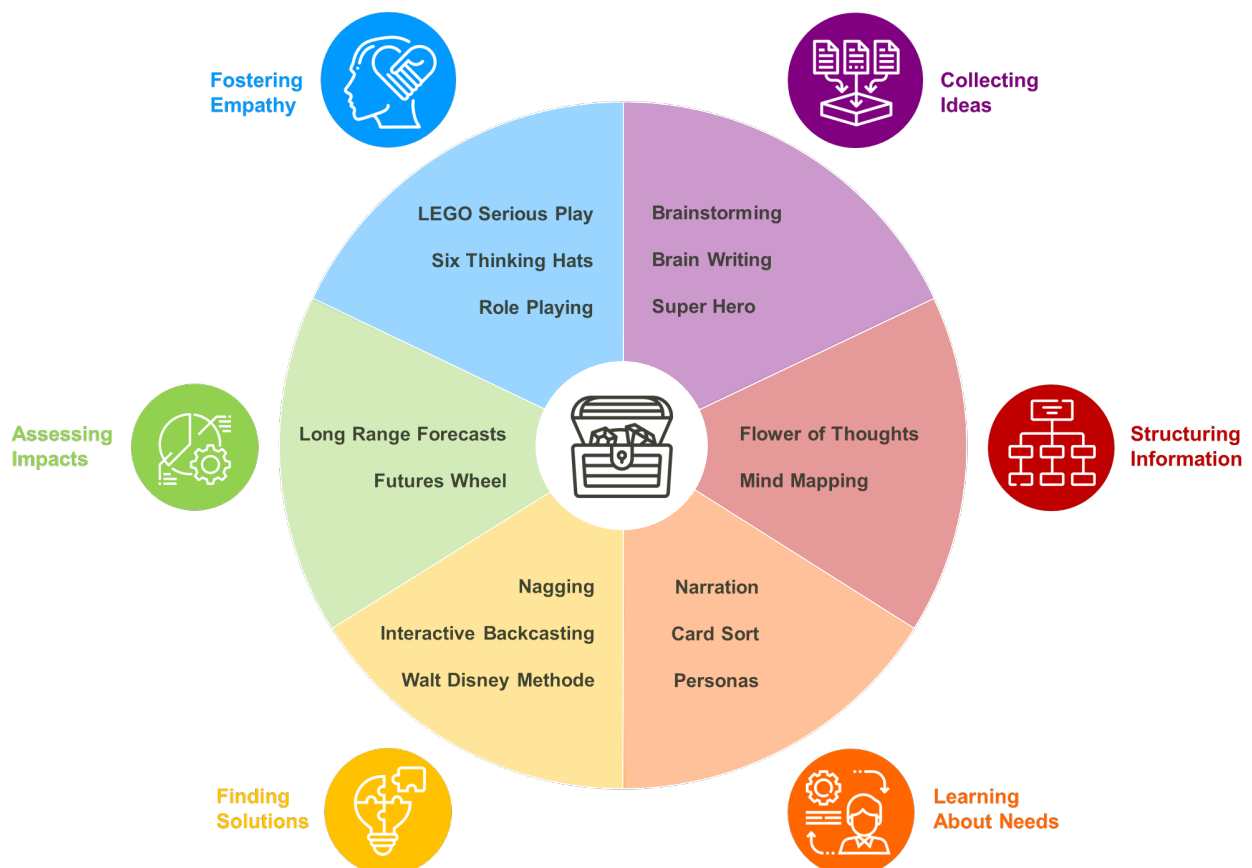 Fostering
Empathy
Collecting
Ideas
LEGO Serious Play
Six Thinking Hats
Role Playing
Brainstorming
Brain Writing
Super Hero
Assessing
Impacts
Long Range Forecasts
Futures Wheel
Flower of Thoughts
Mind Mapping
Structuring
Information
Nagging
Interactive Backcasting
Walt Disney Methode
Narration
Card Sort
Personas
Finding
Solutions
Learning
About Needs